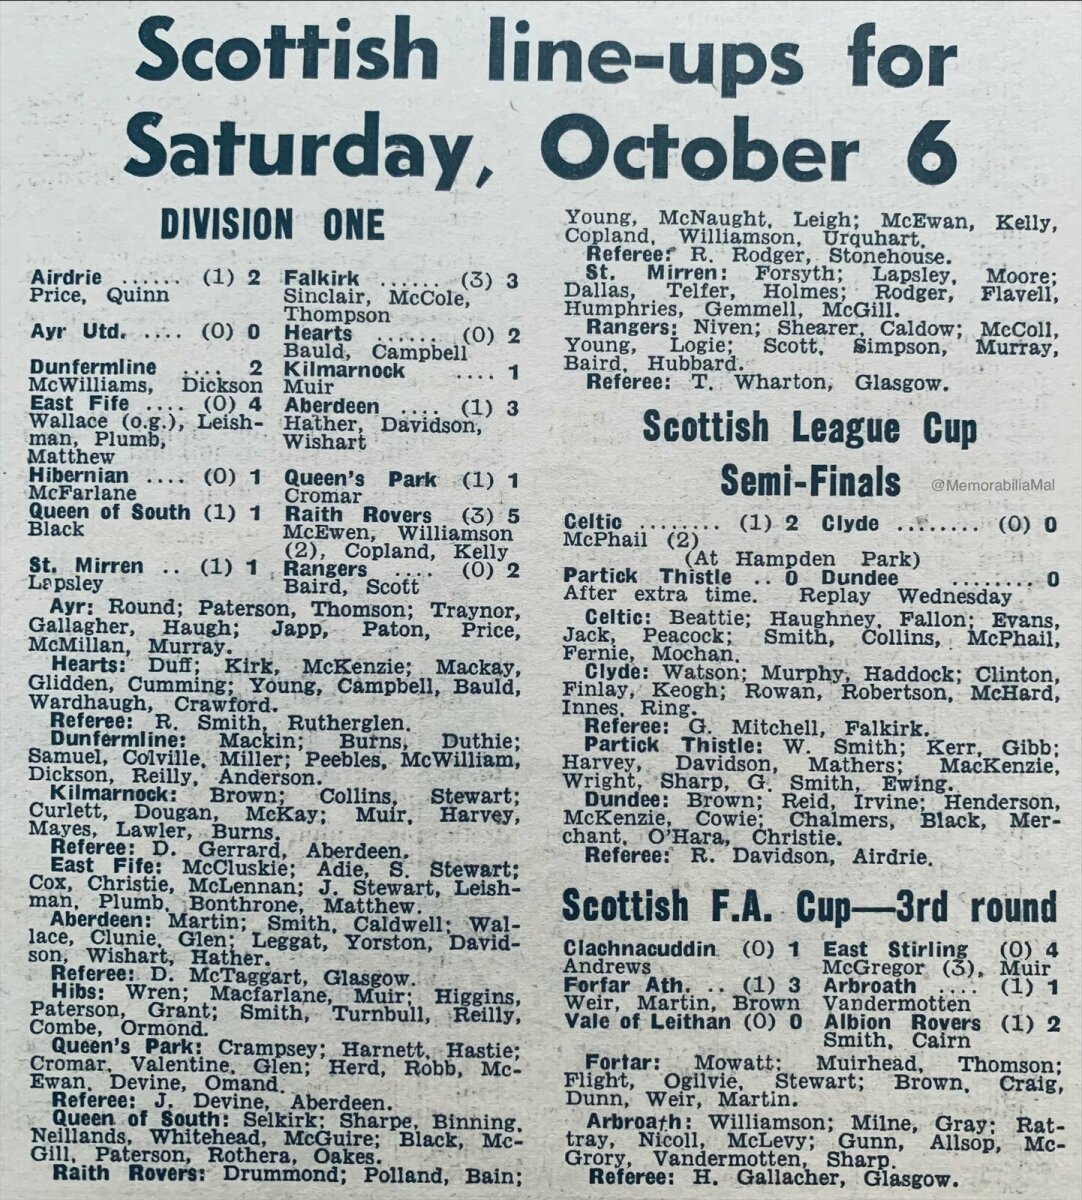 Scottish line-ups for
Saturday, October 6
DIVISION ONE
Airdrie ...... (1) 2 Falkirk ...... (3) 3
Price, Quinn Sinclair, McCole,
Thompson
Ayr Utd. .... (0) 0 Hearts ...... (0) 2
Bauld, Campbell
Dunfermline .... 2 Kilmarnock .... 1
McWilliams, Dickson Muir
East Fife .... (0) 4 Aberdeen .... (1) 3
Wallace (o.g.), Leish- Hather, Davidson,
man, Plumb, Wishart
Matthew
Hibernian .... (0) 1 Queen's Park (1) 1
McFarlane Cromar
Queen of South (1) 1 Raith Rovers (3) 5
Black McEwen, Williamson
(2), Copland, Kelly
St. Mirren .. (1) 1 Rangers .... (0) 2
Lapsley Baird, Scott
Ayr: Round; Paterson, Thomson; Traynor,
Gallagher, Haugh; Japp, Paton, Price,
McMillan, Murray.
Hearts: Duff; Kirk, McKenzie; Mackay,
Glidden, Cumming; Young, Campbell, Bauld,
Wardhaugh, Crawford.
Referee: R. Smith, Rutherglen.
Dunfermline: Mackin; Burns, Duthie;
Samuel, Colville, Miller; Peebles, McWilliam,
Dickson, Reilly, Anderson.
Kilmarnock: Brown; Collins, Stewart;
Curlett, Dougan, McKay; Muir, Harvey,
Mayes, Lawler, Burns.
Referee: D. Gerrard, Aberdeen.
East Fife: McCluskie; Adie, S. Stewart;
Cox, Christie, McLennan; J. Stewart, Leish-
man, Plumb, Bonthrone, Matthew.
Aberdeen: Martin; Smith, Caldwell; Wal-
lace, Clunie, Glen; Leggat, Yorston, David-
son, Wishart, Hather.
Referee: D. McTaggart, Glasgow.
Hibs: Wren; Macfarlane, Muir; Higgins,
Paterson, Grant; Smith, Turnbull, Reilly,
Combe, Ormond.
Queen's Park: Crampsey; Harnett, Hastie;
Cromar, Valentine, Glen; Herd, Robb, Mc-
Ewan, Devine, Omand.
Referee: J. Devine, Aberdeen.
Queen of South: Selkirk; Sharpe, Binning,
Neillands, Whitehead, McGuire; Black, Mc-
Gill, Paterson, Rothera, Oakes.
Raith Rovers: Drummond; Polland, Bain;
Young, McNaught, Leigh; McEwan, Kelly,
Copland, Williamson, Urquhart.
Referee: R. Rodger, Stonehouse.
St. Mirren: Forsyth; Lapsley, Moore;
Dallas, Telfer, Holmes; Rodger, Flavell,
Humphries, Gemmell, McGill.
Rangers: Niven; Shearer, Caldow; McColl,
Young, Logie; Scott, Simpson, Murray,
Baird, Hubbard.
Referee: T. Wharton, Glasgow.
Scottish League Cup
Semi-Finals
@MemorabiliaMal
Celtic ........ (1) 2 Clyde ........ (0) 0
McPhail (2)
(At Hampden Park)
Partick Thistle .. 0 Dundee ........ 0
After extra time. Replay Wednesday
Celtic: Beattie; Haughney, Fallon; Evans,
Jack, Peacock; Smith, Collins, McPhail,
Fernie, Mochan.
Clyde: Watson; Murphy, Haddock; Clinton,
Finlay, Keogh; Rowan, Robertson, McHard,
Innes, Ring.
Referee: G. Mitchell, Falkirk.
Partick Thistle: W. Smith; Kerr, Gibb;
Harvey, Davidson, Mathers; MacKenzie,
Wright, Sharp, G. Smith, Ewing.
Dundee: Brown; Reid, Irvine; Henderson,
McKenzie, Cowie; Chalmers, Black, Mer-
chant, O'Hara, Christie.
Referee: R. Davidson, Airdrie.
Scottish F.A. Cup—3rd round
Clachnacuddin (0) 1 East Stirling (0) 4
Andrews McGregor (3), Muir
Forfar Ath. .. (1) 3 Arbroath .... (1) 1
Weir, Martin, Brown Vandermotten
Vale of Leithan (0) 0 Albion Rovers (1) 2
Smith, Cairn
Fortar: Mowatt; Muirhead, Thomson;
Flight, Ogilvie, Stewart; Brown, Craig,
Dunn, Weir, Martin.
Arbroath: Williamson; Milne, Gray; Rat-
tray, Nicoll, McLevy; Gunn, Allsop, Mc-
Grory, Vandermotten, Sharp.
Referee: H. Gallacher, Glasgow.